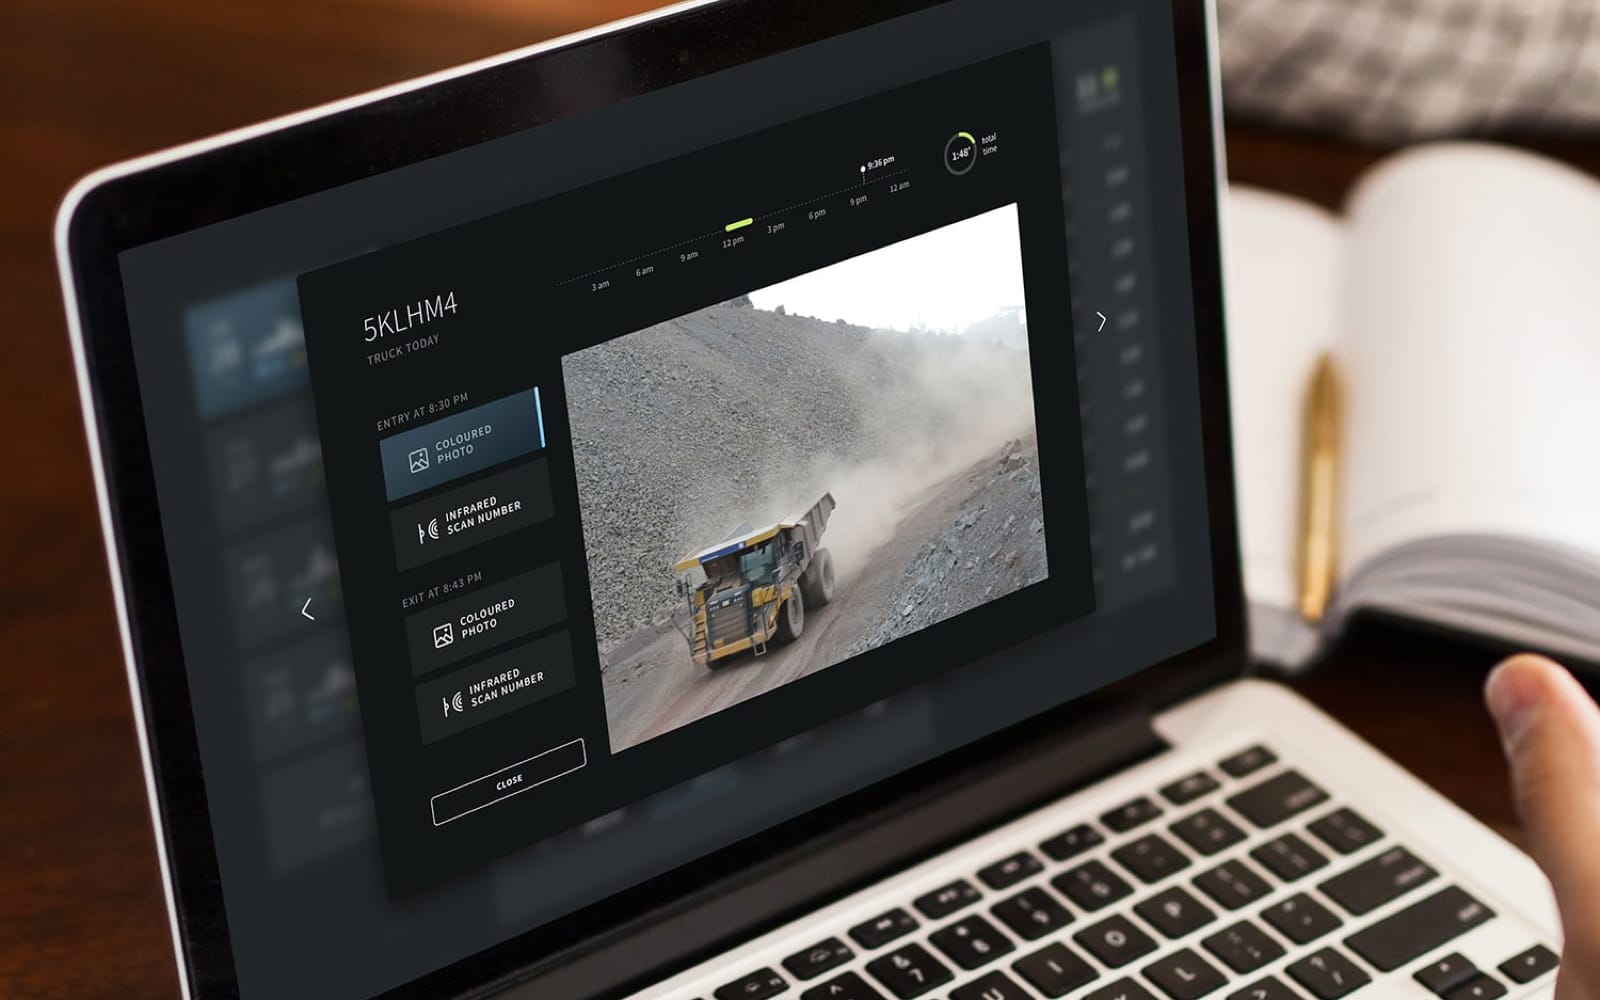 9:36 pm
1:48'
total
time
3 am
6 am
9 am
12 pm
3 pm
6 pm
9 pm
12 am
5KLHM4
TRUCK TODAY
ENTRY AT 8:30 PM
COLOURED
PHOTO
INFRARED
SCAN NUMBER
EXIT AT 8:43 PM
COLOURED
PHOTO
INFRARED
SCAN NUMBER
CLOSE